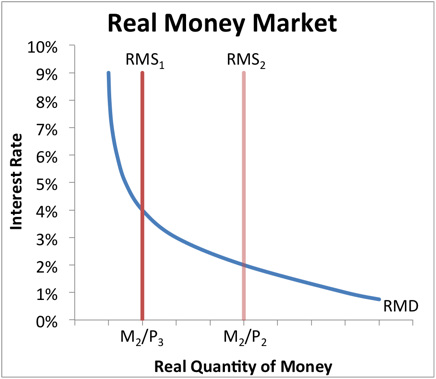 Real Money Market
10%
9%
8%
7%
6%
5%
4%
3%
2%
1%
0%
Interest Rate
RMS₁
RMS₂
RMD
M₂/P₃
M₂/P₂
Real Quantity of Money